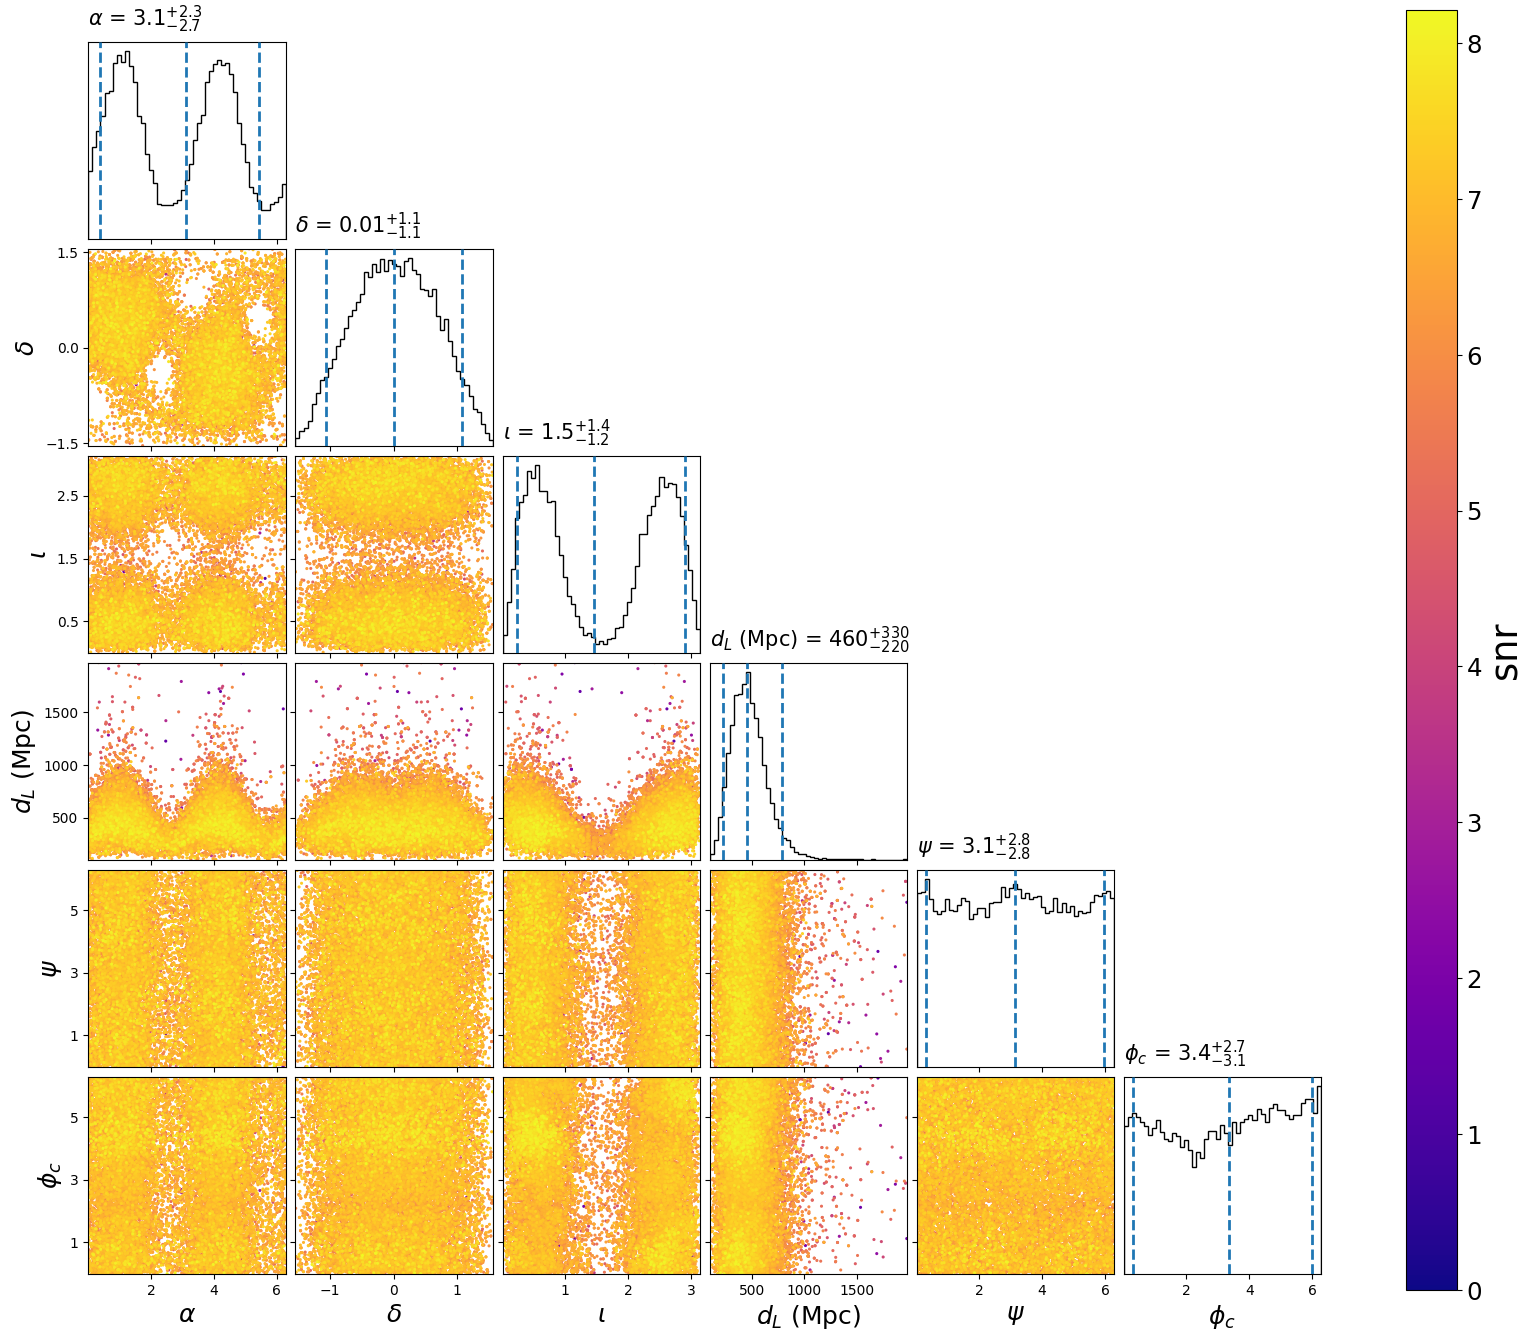 α = 3.1^{+2.3}_{-2.7}
δ = 0.01^{+1.1}_{-1.1}
1.5
0.0
−1.5
δ
ι = 1.5^{+1.4}_{-1.2}
2.5
1.5
0.5
ι
d_L (Mpc) = 460^{+330}_{-220}
1500
1000
500
d_L (Mpc)
ψ = 3.1^{+2.8}_{-2.8}
5
3
1
ψ
ϕ_c = 3.4^{+2.7}_{-3.1}
5
3
1
ϕ_c
2 4 6
−1 0 1
1 2 3
500 1000 1500
2 4 6
2 4 6
α
δ
ι
d_L (Mpc)
ψ
ϕ_c
8
7
6
5
4
3
2
1
0
snr